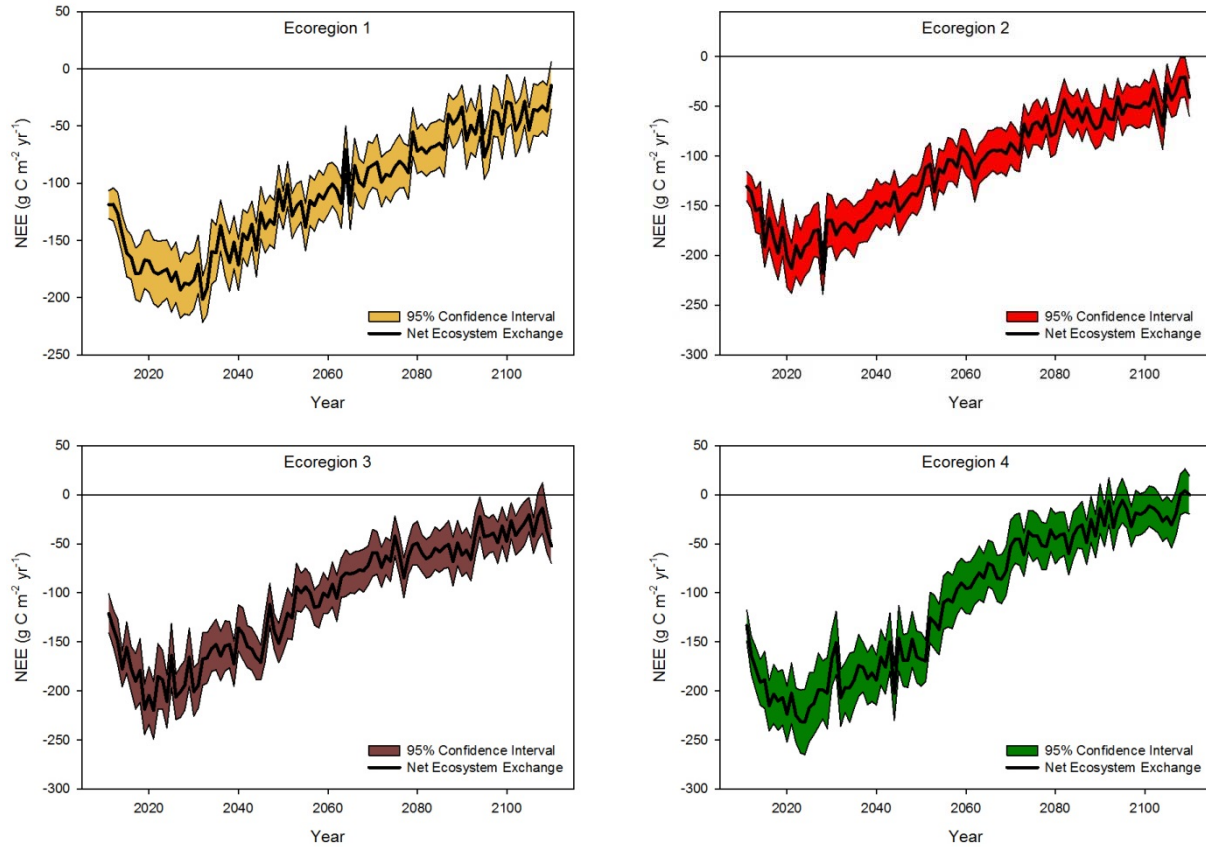 Ecoregion 1
50
0
-50
-100
-150
-200
-250
NEE (g C m⁻² yr⁻¹)
95% Confidence Interval
Net Ecosystem Exchange
2020 2040 2060 2080 2100
Year
Ecoregion 2
50
0
-50
-100
-150
-200
-250
-300
NEE (g C m⁻² yr⁻¹)
95% Confidence Interval
Net Ecosystem Exchange
2020 2040 2060 2080 2100
Year
Ecoregion 3
50
0
-50
-100
-150
-200
-250
-300
NEE (g C m⁻² yr⁻¹)
95% Confidence Interval
Net Ecosystem Exchange
2020 2040 2060 2080 2100
Year
Ecoregion 4
50
0
-50
-100
-150
-200
-250
-300
NEE (g C m⁻² yr⁻¹)
95% Confidence Interval
Net Ecosystem Exchange
2020 2040 2060 2080 2100
Year